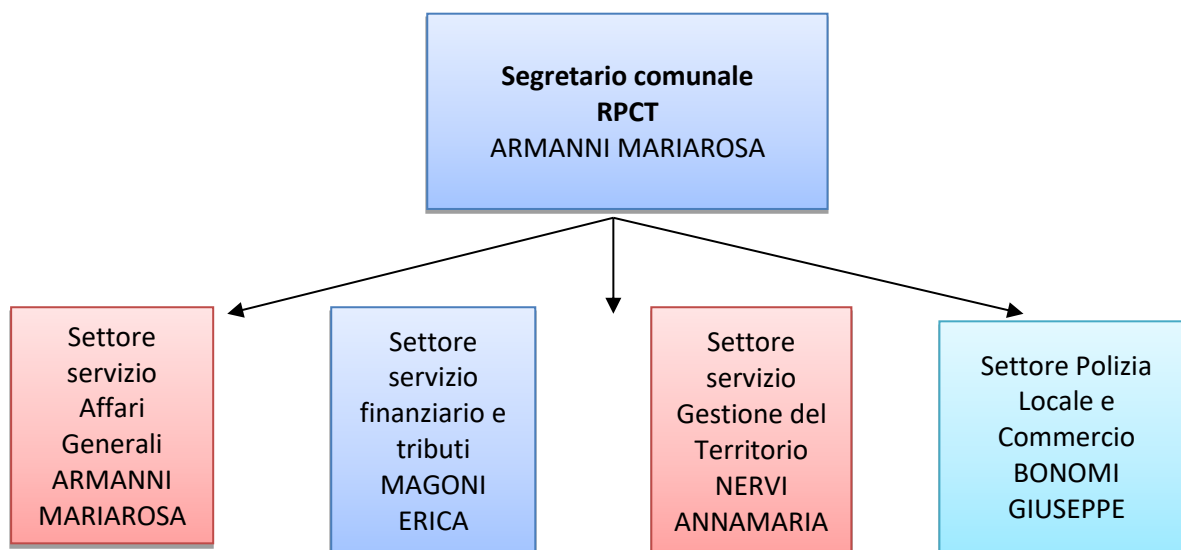 Segretario comunale
RPCT
ARMANNI MARIAROSA
Settore
servizio
Affari
Generali
ARMANNI
MARIAROSA
Settore
servizio
finanziario e
tributi
MAGONI
ERICA
Settore
servizio
Gestione del
Territorio
NERVI
ANNAMARIA
Settore Polizia
Locale e
Commercio
BONOMI
GIUSEPPE